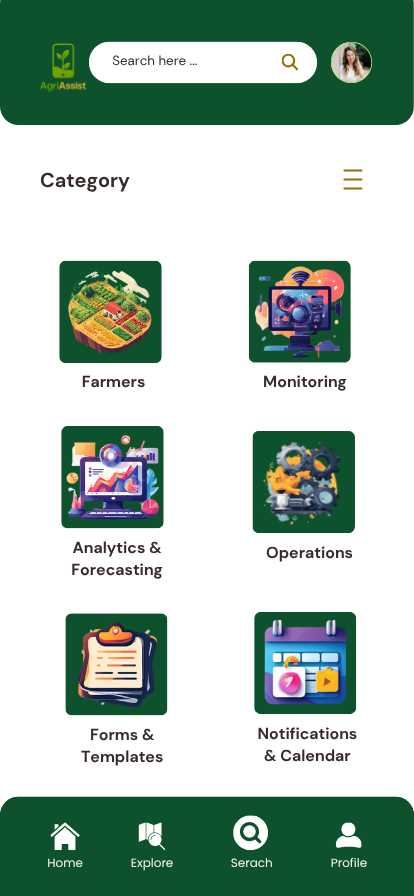 Search here ...
AgriAssist
Category
Farmers
Monitoring
Analytics &
Forecasting
Operations
Forms &
Templates
Notifications
& Calendar
Home
Explore
Serach
Profile